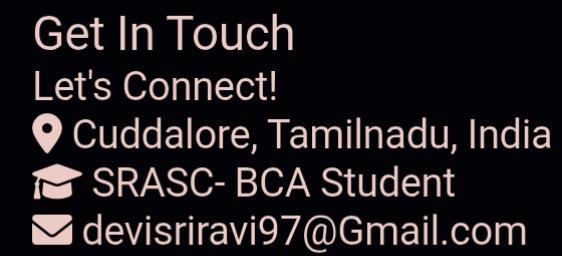 Get In Touch
Let's Connect!
Cuddalore, Tamilnadu, India
SRASC- BCA Student
devisriravi97@Gmail.com